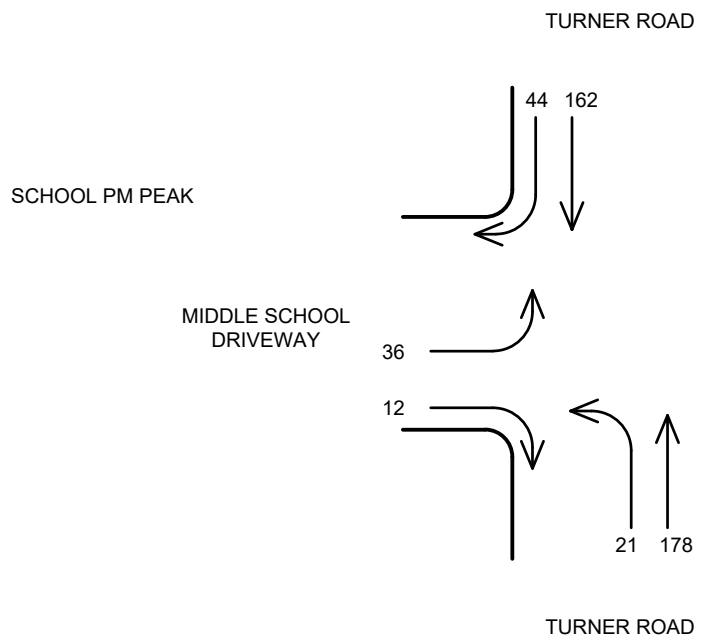 TURNER ROAD
44 162
SCHOOL PM PEAK
MIDDLE SCHOOL
DRIVEWAY
36
12
21 178
TURNER ROAD